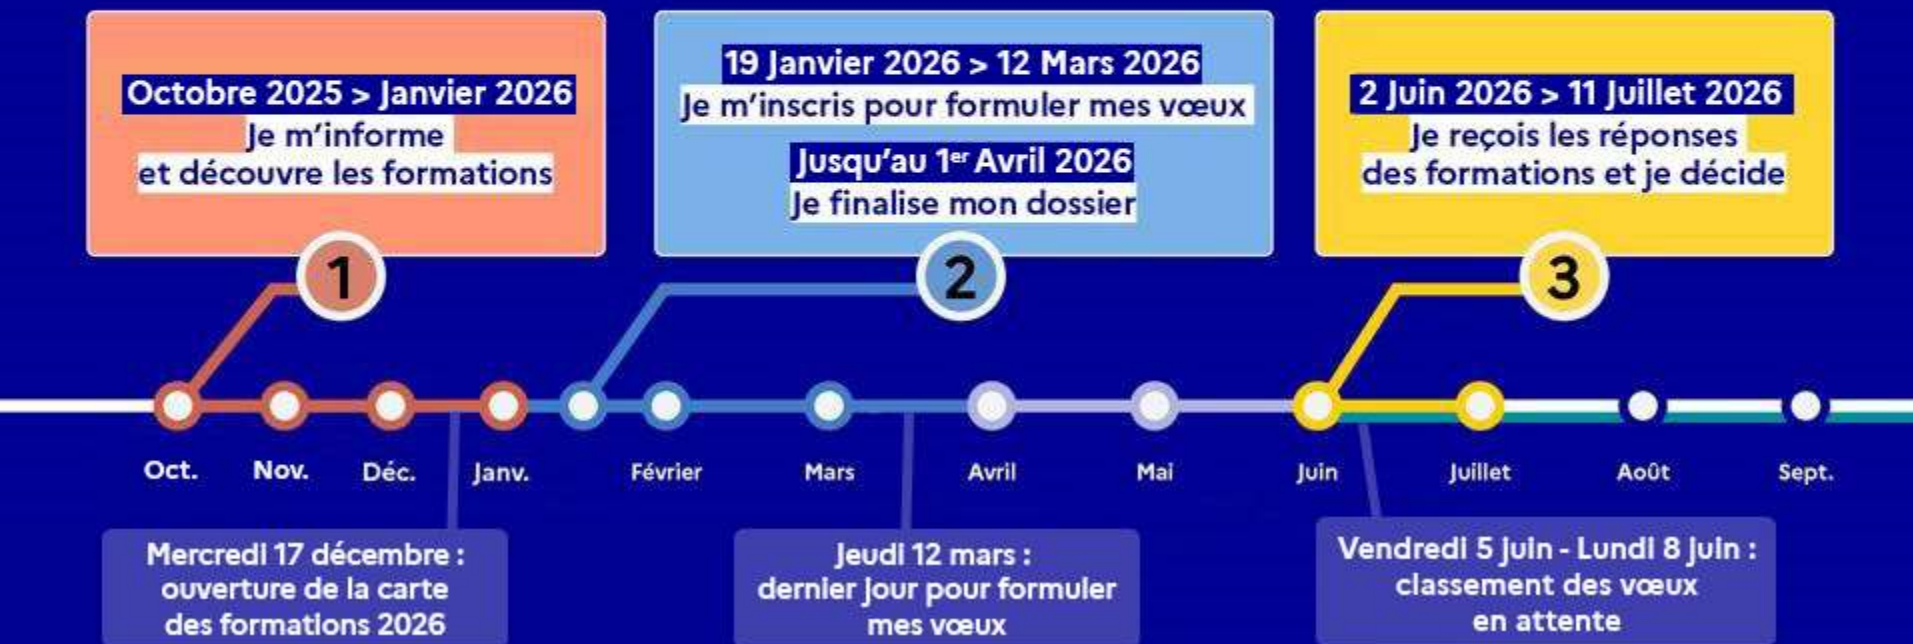 Octobre 2025 > Janvier 2026
Je m'informe
et découvre les formations
1
19 Janvier 2026 > 12 Mars 2026
Je m'inscris pour formuler mes vœux
Jusqu'au 1er Avril 2026
Je finalise mon dossier
2
2 Juin 2026 > 11 Juillet 2026
Je reçois les réponses
des formations et je décide
3
Oct. Nov. Déc. Janv. Février Mars Avril Mai Juin Juillet Août Sept.
Mercredi 17 décembre :
ouverture de la carte
des formations 2026
Jeudi 12 mars :
dernier jour pour formuler
mes vœux
Vendredi 5 juin - Lundi 8 juin :
classement des vœux
en attente